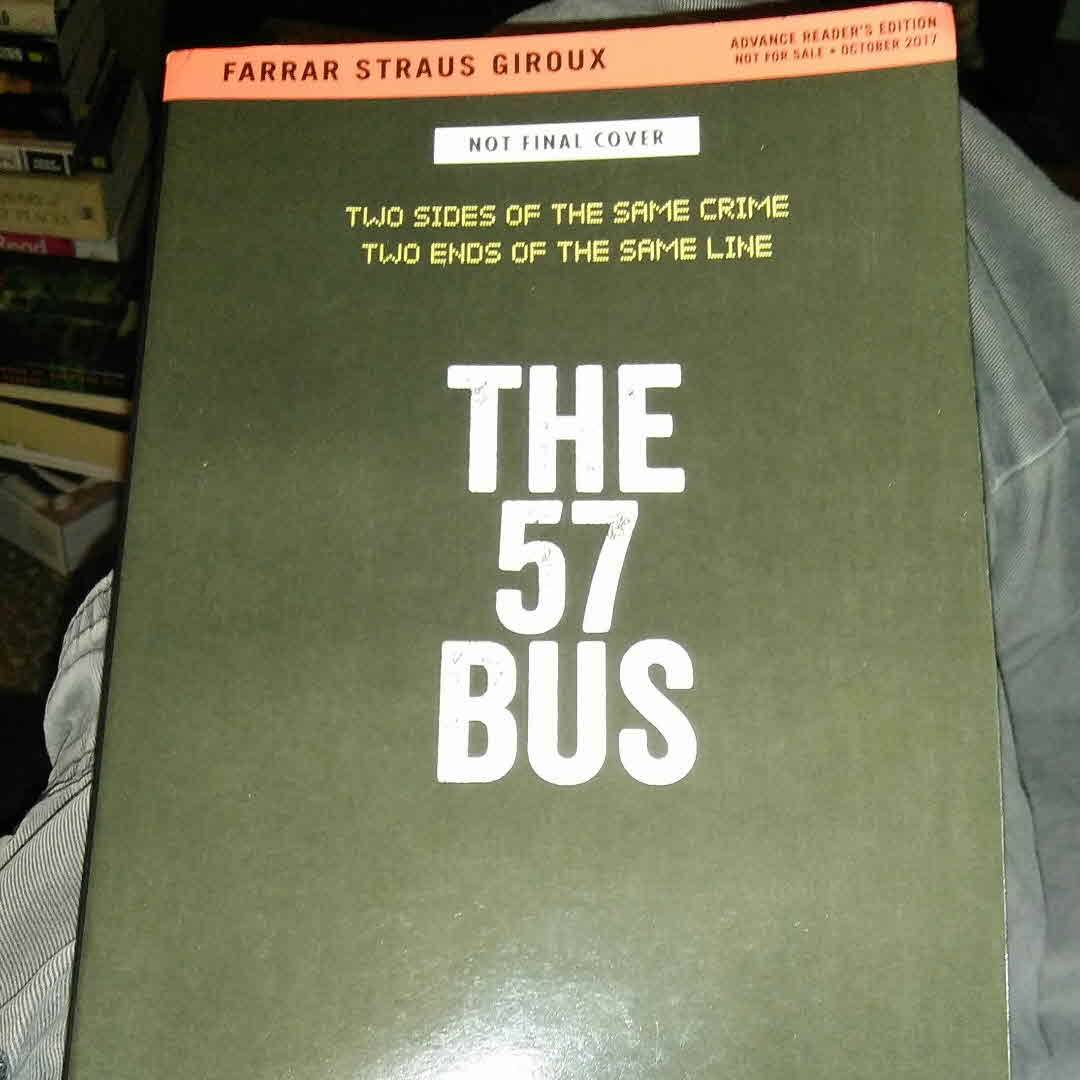 FARRAR STRAUS GIROUX
ADVANCE READER'S EDITION
NOT FOR SALE • OCTOBER 2017
NOT FINAL COVER
TWO SIDES OF THE SAME CRIME
TWO ENDS OF THE SAME LINE
THE
57
BUS